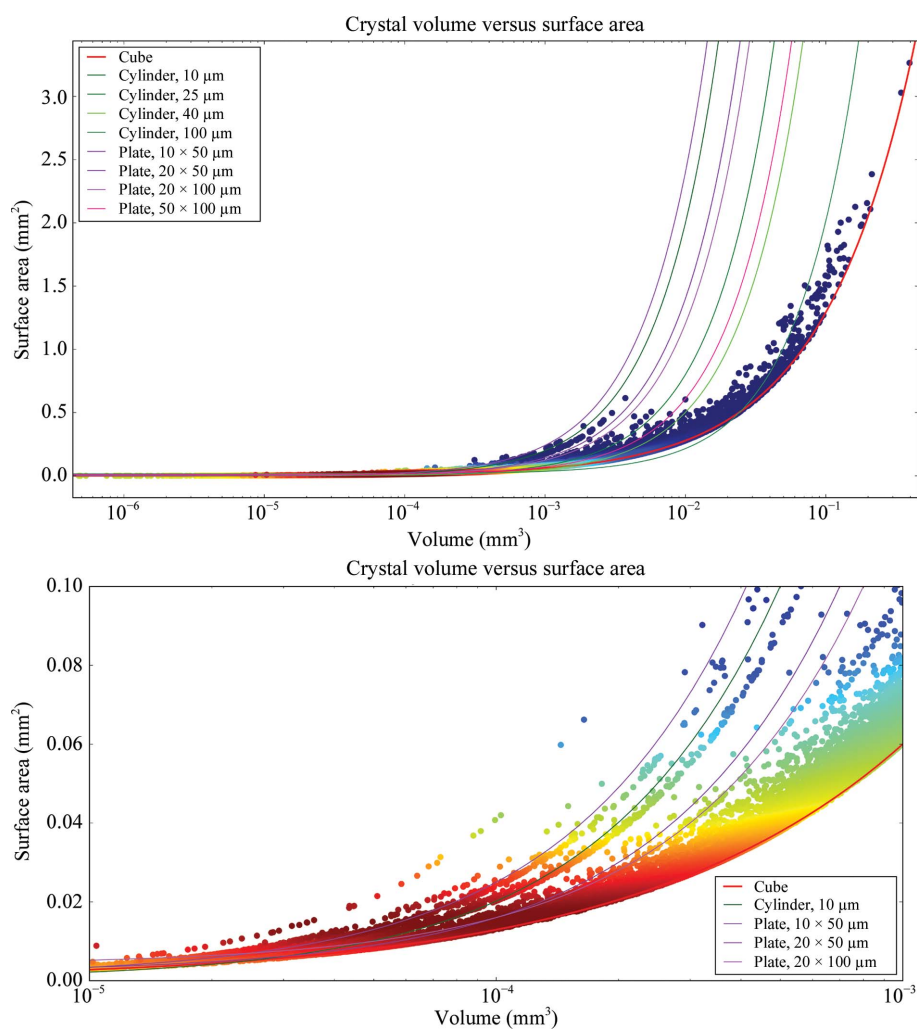 Crystal volume versus surface area
Cube
Cylinder, 10 µm
Cylinder, 25 µm
Cylinder, 40 µm
Cylinder, 100 µm
Plate, 10 × 50 µm
Plate, 20 × 50 µm
Plate, 20 × 100 µm
Plate, 50 × 100 µm
Surface area (mm²)
3.0
2.5
2.0
1.5
1.0
0.5
0.0
10⁻⁶ 10⁻⁵ 10⁻⁴ 10⁻³ 10⁻² 10⁻¹
Volume (mm³)
Crystal volume versus surface area
Surface area (mm²)
0.10
0.08
0.06
0.04
0.02
0.00
Cube
Cylinder, 10 µm
Plate, 10 × 50 µm
Plate, 20 × 50 µm
Plate, 20 × 100 µm
10⁻⁵ 10⁻⁴ 10⁻³
Volume (mm³)